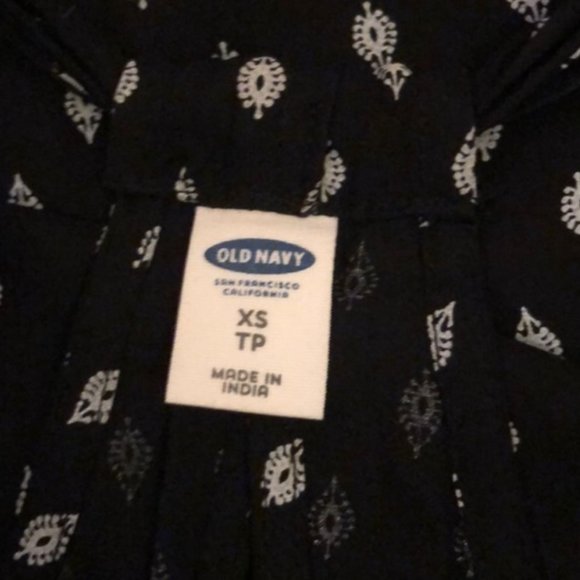 OLD NAVY
SAN FRANCISCO
CALIFORNIA
XS
TP
MADE IN
INDIA